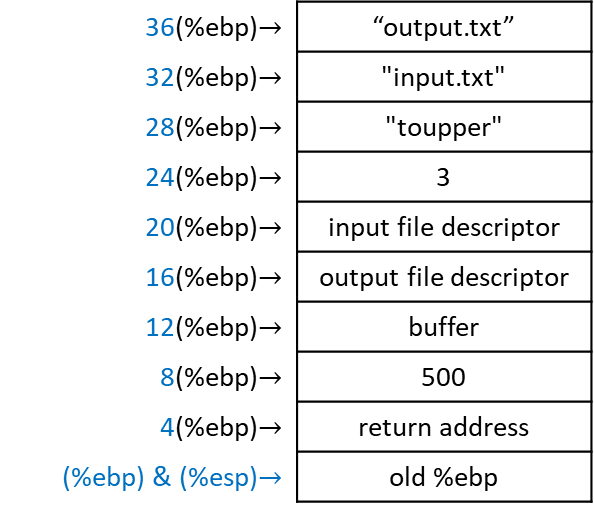 36(%ebp)→ “output.txt”
32(%ebp)→ "input.txt"
28(%ebp)→ "toupper"
24(%ebp)→ 3
20(%ebp)→ input file descriptor
16(%ebp)→ output file descriptor
12(%ebp)→ buffer
8(%ebp)→ 500
4(%ebp)→ return address
(%ebp) & (%esp)→ old %ebp